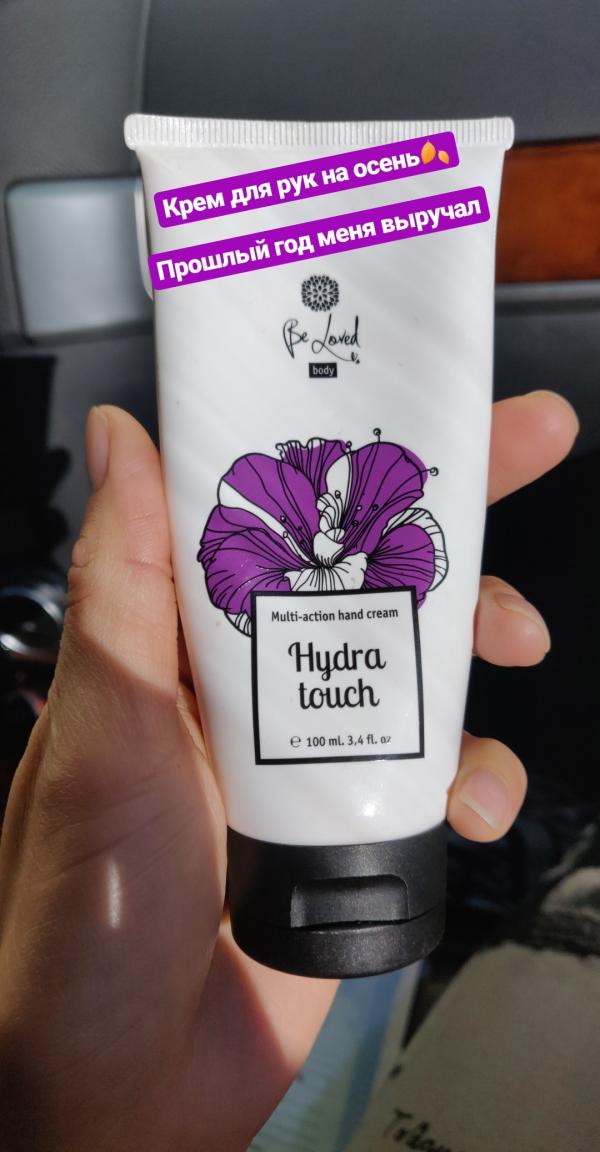 Крем для рук на осень🍂
Прошлый год меня выручал
Be Loved
body
Multi-action hand cream
Hydra
touch
℮ 100 ml. 3,4 fl. oz